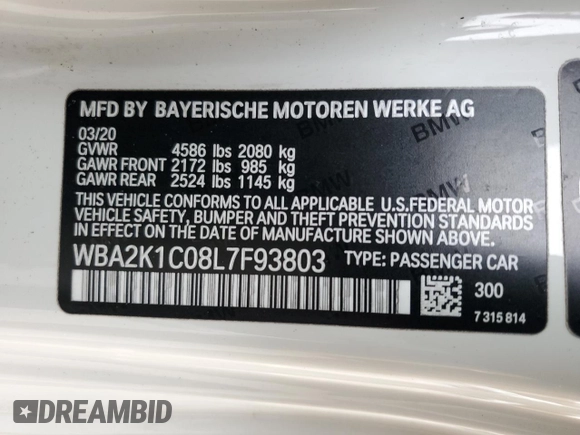 MFD BY BAYERISCHE MOTOREN WERKE AG
03/20
GVWR 4586 lbs 2080 kg
GAWR FRONT 2172 lbs 985 kg
GAWR REAR 2524 lbs 1145 kg
THIS VEHICLE CONFORMS TO ALL APPLICABLE U.S.FEDERAL MOTOR
VEHICLE SAFETY, BUMPER AND THEFT PREVENTION STANDARDS
IN EFFECT ON THE DATE OF MANUFACTURE SHOWN ABOVE.
WBA2K1C08L7F93803 TYPE: PASSENGER CAR
300
7 315 814
DREAMBID